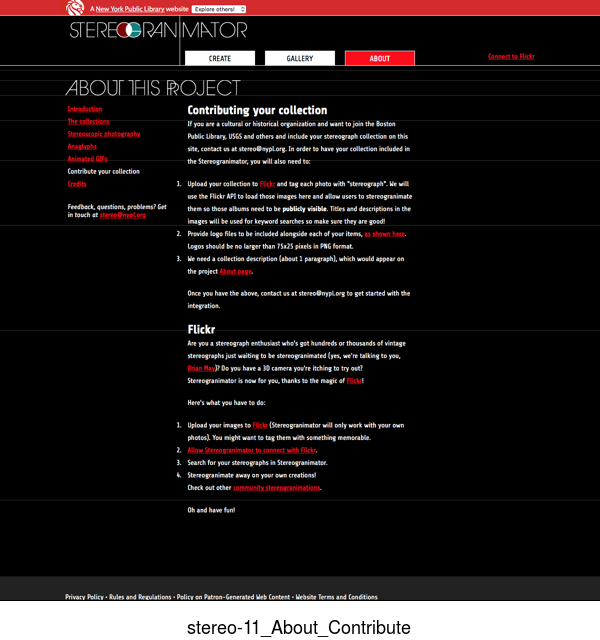 A New York Public Library website Explore others!
STEREOGRANIMATOR
CREATE GALLERY ABOUT Connect to Flickr
ABOUT THIS PROJECT
Introduction
The collections
Stereoscopic photography
Anaglyphs
Animated GIFs
Contribute your collection
Credits
Feedback, questions, problems? Get
in touch at stereo@nypl.org
Contributing your collection
If you are a cultural or historical organization and want to join the Boston
Public Library, USGS and others and include your stereograph collection on this
site, contact us at stereo@nypl.org. In order to have your collection included in
the Stereogranimator, you will also need to:
1. Upload your collection to Flickr and tag each photo with "stereograph". We will
use the Flickr API to load those images here and allow users to stereogranimate
them so those albums need to be publicly visible. Titles and descriptions in the
images will be used for keyword searches so make sure they are good!
2. Provide logo files to be included alongside each of your items, as shown here.
Logos should be no larger than 75x25 pixels in PNG format.
3. We need a collection description (about 1 paragraph), which would appear on
the project About page.
Once you have the above, contact us at stereo@nypl.org to get started with the
integration.
Flickr
Are you a stereograph enthusiast who's got hundreds or thousands of vintage
stereographs just waiting to be stereogranimated (yes, we're talking to you,
Brian May)? Do you have a 3D camera you're itching to try out?
Stereogranimator is now for you, thanks to the magic of Flickr!
Here's what you have to do:
1. Upload your images to Flickr (Stereogranimator will only work with your own
photos). You might want to tag them with something memorable.
2. Allow Stereogranimator to connect with Flickr.
3. Search for your stereographs in Stereogranimator.
4. Stereogranimate away on your own creations!
Check out other community stereogranimations.
Oh and have fun!
Privacy Policy • Rules and Regulations • Policy on Patron-Generated Web Content • Website Terms and Conditions
stereo-11_About_Contribute